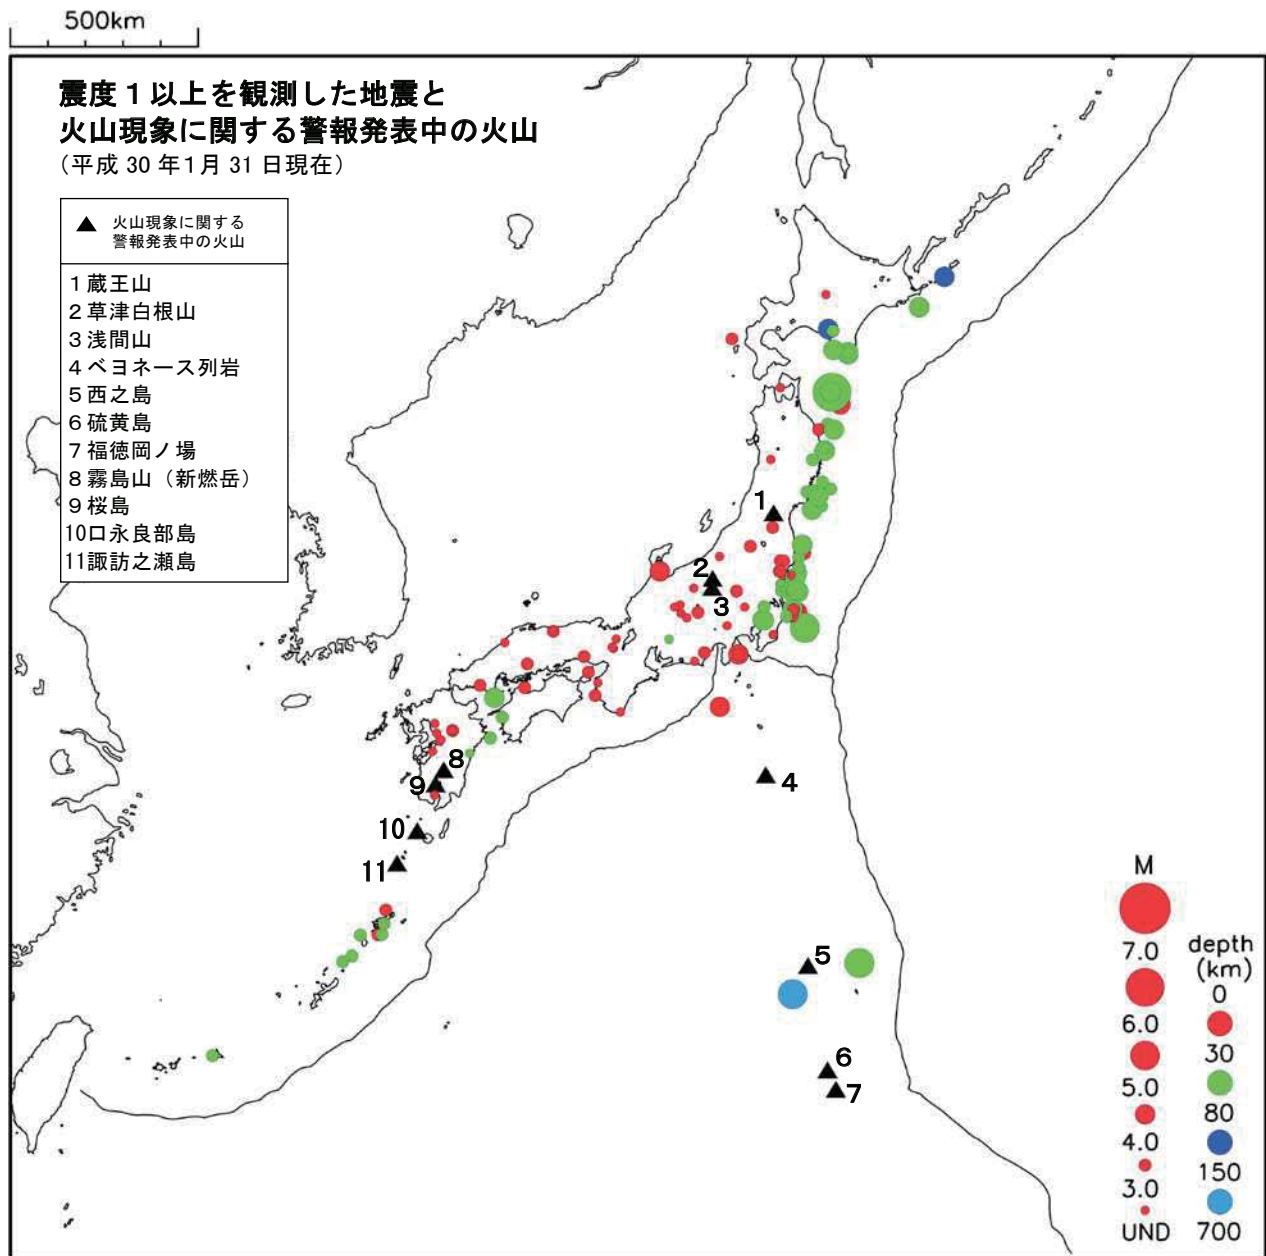 500km
震度１以上を観測した地震と
火山現象に関する警報発表中の火山
（平成 30 年1月 31 日現在）
▲ 火山現象に関する
警報発表中の火山
1 蔵王山
2 草津白根山
3 浅間山
4 ベヨネース列岩
5 西之島
6 硫黄島
7 福徳岡ノ場
8 霧島山（新燃岳）
9 桜島
10口永良部島
11諏訪之瀬島
1
2
3
8
9
4
10
11
5
6
7
M
7.0
6.0
5.0
4.0
3.0
UND
depth
(km)
0
30
80
150
700